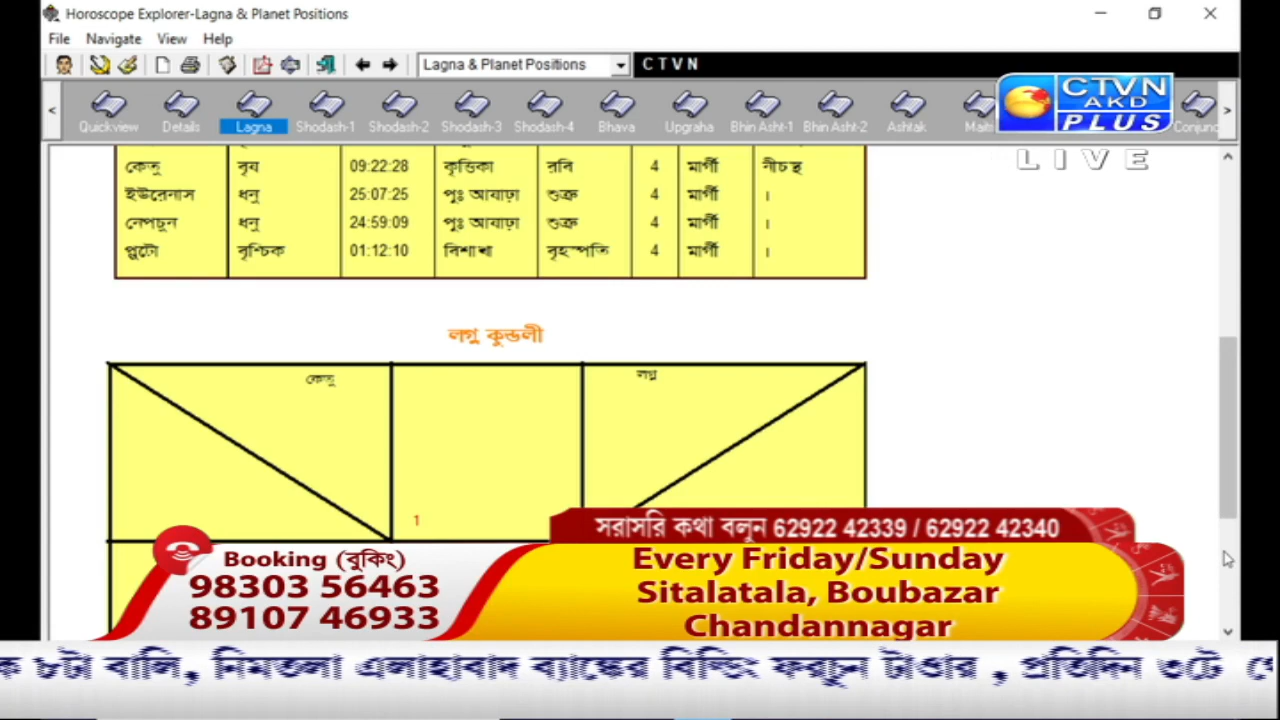 Horoscope Explorer-Lagna & Planet Positions
File Navigate View Help
Lagna & Planet Positions
CTVN
Quickview Details Lagna Shodash-1 Shodash-2 Shodash-3 Shodash-4 Bhava Upgraha Bhin Asht-1 Bhin Asht-2 Ashtak
CTVN
AKD
PLUS
LIVE
কেতু বৃষ 09:22:28 কৃত্তিকা রবি 4 মার্গী নীচস্থ
ইউরেনাস ধনু 25:07:25 পুঃ আষাঢ়া শুক্র 4 মার্গী ।
নেপচুন ধনু 24:59:09 পুঃ আষাঢ়া শুক্র 4 মার্গী ।
প্লুটো বৃশ্চিক 01:12:10 বিশাখা বৃহস্পতি 4 মার্গী ।
লগ্ন কুন্ডলী
কেতু
লগ্ন
1
সরাসরি কথা বলুন 62922 42339 / 62922 42340
Booking (বুকিং)
98303 56463
89107 46933
Every Friday/Sunday
Sitalatala, Boubazar
Chandannagar
৮টা বালি, নিমতলা এলাহাবাদ ব্যাঙ্কের বিল্ডিং ফরচুন টাওার , প্রতিদিন ৩টে